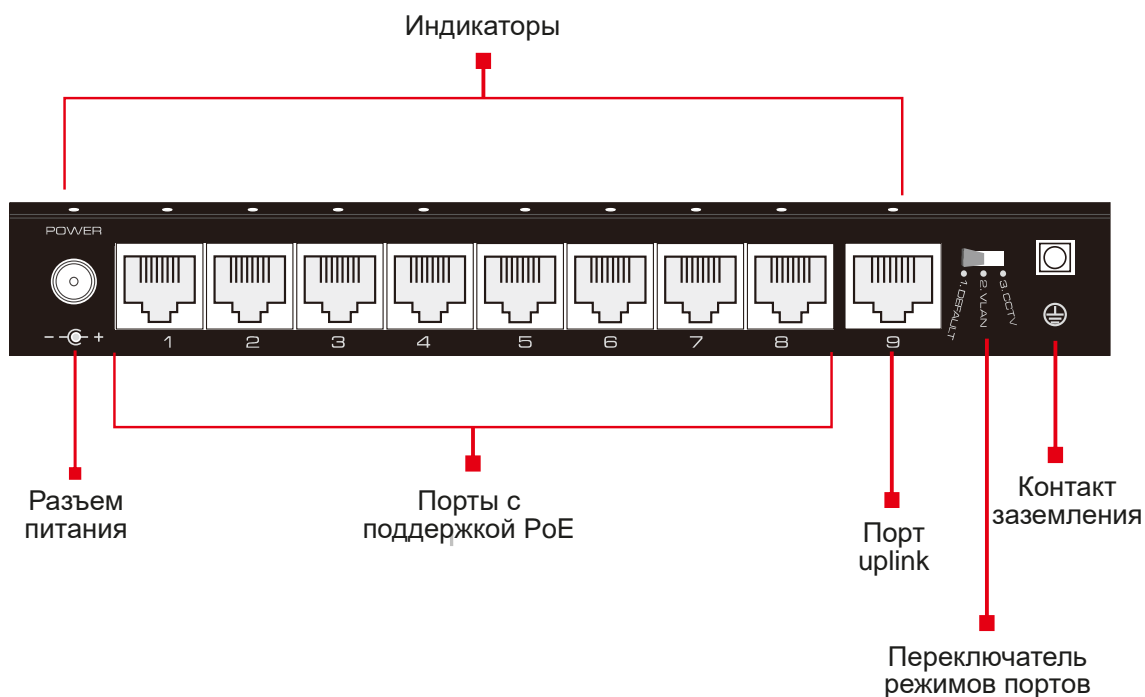 Индикаторы
POWER
- +
1 2 3 4 5 6 7 8 9
1. DEFAULT
2. VLAN
3. CCTV
Разъем
питания
Порты с
поддержкой PoE
Порт
uplink
Контакт
заземления
Переключатель
режимов портов